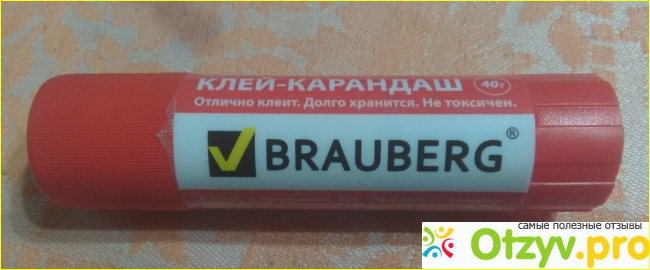 КЛЕЙ-КАРАНДАШ 40г
Отлично клеит. Долго хранится. Не токсичен.
BRAUBERG®
самые полезные отзывы
Otzyv.pro